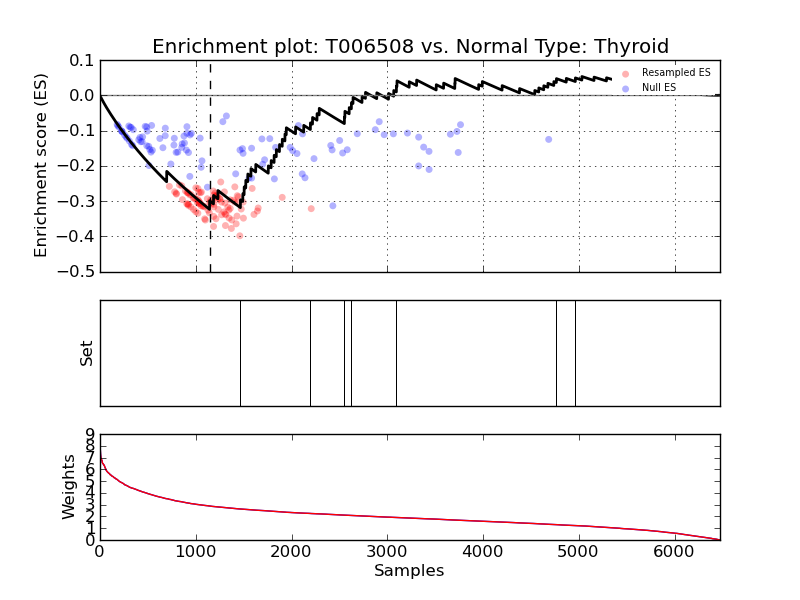 Enrichment plot: T006508 vs. Normal Type: Thyroid
Enrichment score (ES)
0.1
0.0
−0.1
−0.2
−0.3
−0.4
−0.5
Resampled ES
Null ES
Set
Weights
9
8
7
6
5
4
3
2
1
0
0 1000 2000 3000 4000 5000 6000
Samples